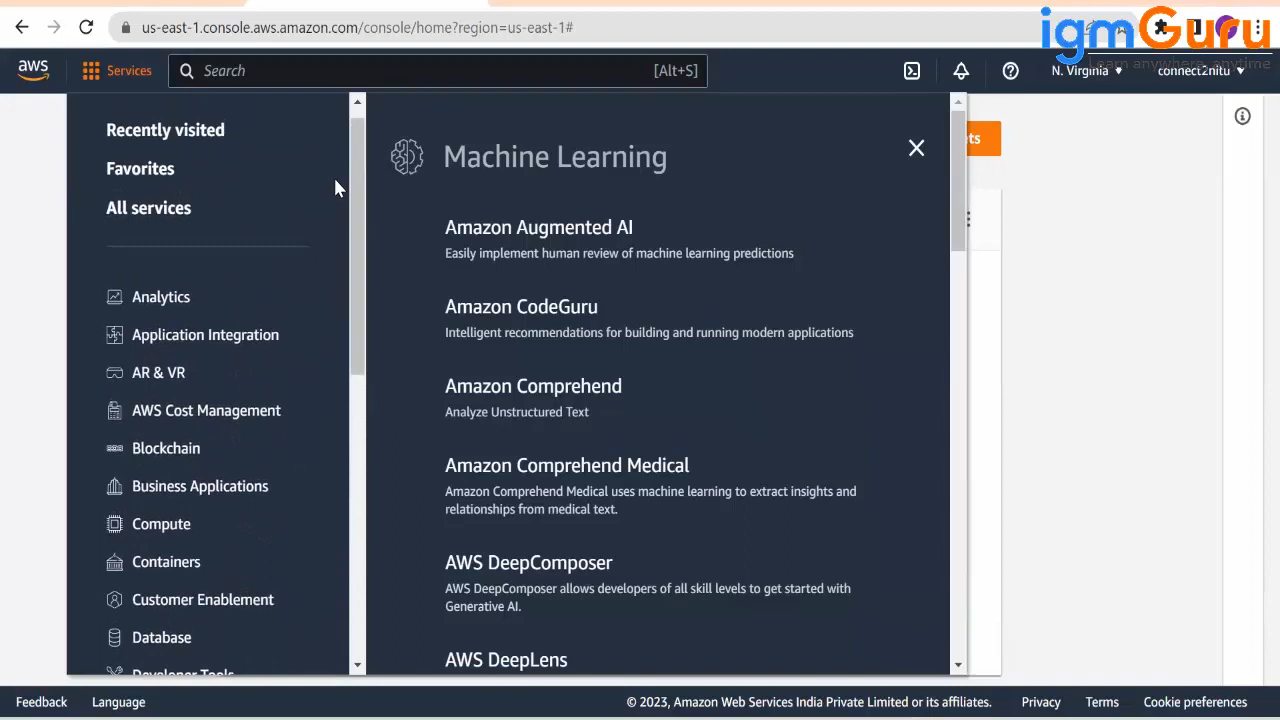 us-east-1.console.aws.amazon.com/console/home?region=us-east-1#
igmGuru
Learn anywhere, anytime
aws
Services
Search
[Alt+S]
N. Virginia
connect2nitu
Recently visited
Favorites
All services
Analytics
Application Integration
AR & VR
AWS Cost Management
Blockchain
Business Applications
Compute
Containers
Customer Enablement
Database
Developer Tools
Machine Learning
Amazon Augmented AI
Easily implement human review of machine learning predictions
Amazon CodeGuru
Intelligent recommendations for building and running modern applications
Amazon Comprehend
Analyze Unstructured Text
Amazon Comprehend Medical
Amazon Comprehend Medical uses machine learning to extract insights and
relationships from medical text.
AWS DeepComposer
AWS DeepComposer allows developers of all skill levels to get started with
Generative AI.
AWS DeepLens
ts
Feedback
Language
© 2023, Amazon Web Services India Private Limited or its affiliates.
Privacy
Terms
Cookie preferences